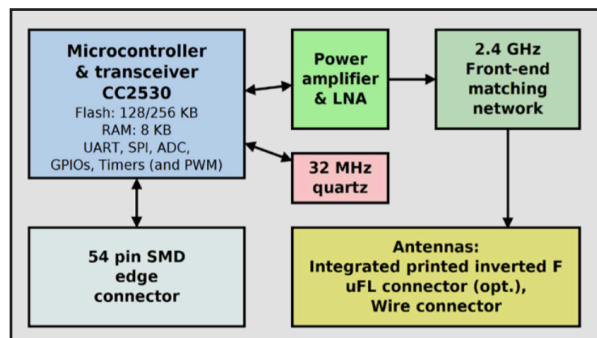 Microcontroller
& transceiver
CC2530
Flash: 128/256 KB
RAM: 8 KB
UART, SPI, ADC,
GPIOs, Timers (and PWM)
Power
amplifier
& LNA
2.4 GHz
Front-end
matching
network
32 MHz
quartz
54 pin SMD
edge
connector
Antennas:
Integrated printed inverted F
uFL connector (opt.),
Wire connector